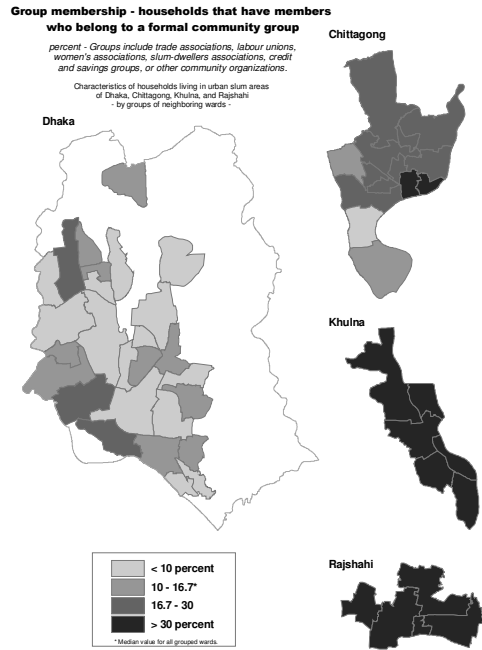 Group membership - households that have members
who belong to a formal community group
percent - Groups include trade associations, labour unions,
women's associations, slum-dwellers associations, credit
and savings groups, or other community organizations.
Characteristics of households living in urban slum areas
of Dhaka, Chittagong, Khulna, and Rajshahi
- by groups of neighboring wards -
Chittagong
Dhaka
Khulna
Rajshahi
< 10 percent
10 - 16.7*
16.7 - 30
> 30 percent
* Median value for all grouped wards.